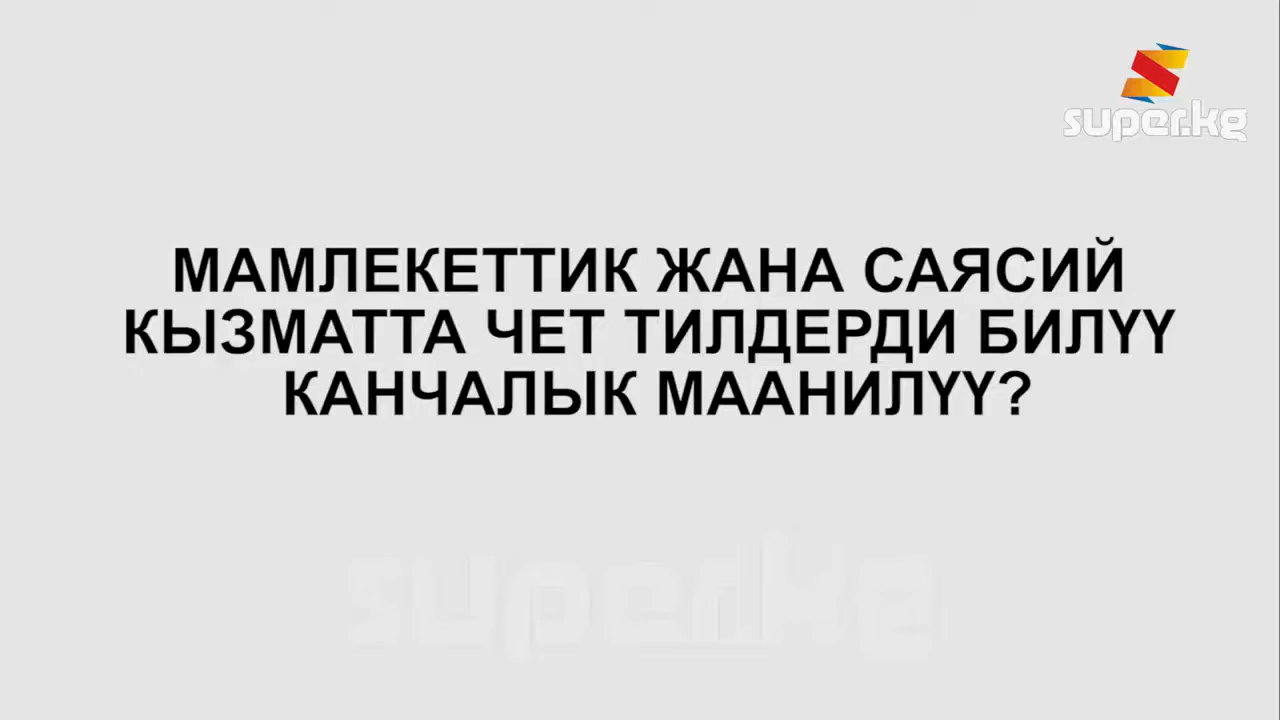 super.kg
МАМЛЕКЕТТИК ЖАНА САЯСИЙ
КЫЗМАТТА ЧЕТ ТИЛДЕРДИ БИЛҮҮ
КАНЧАЛЫК МААНИЛҮҮ?
super.kg